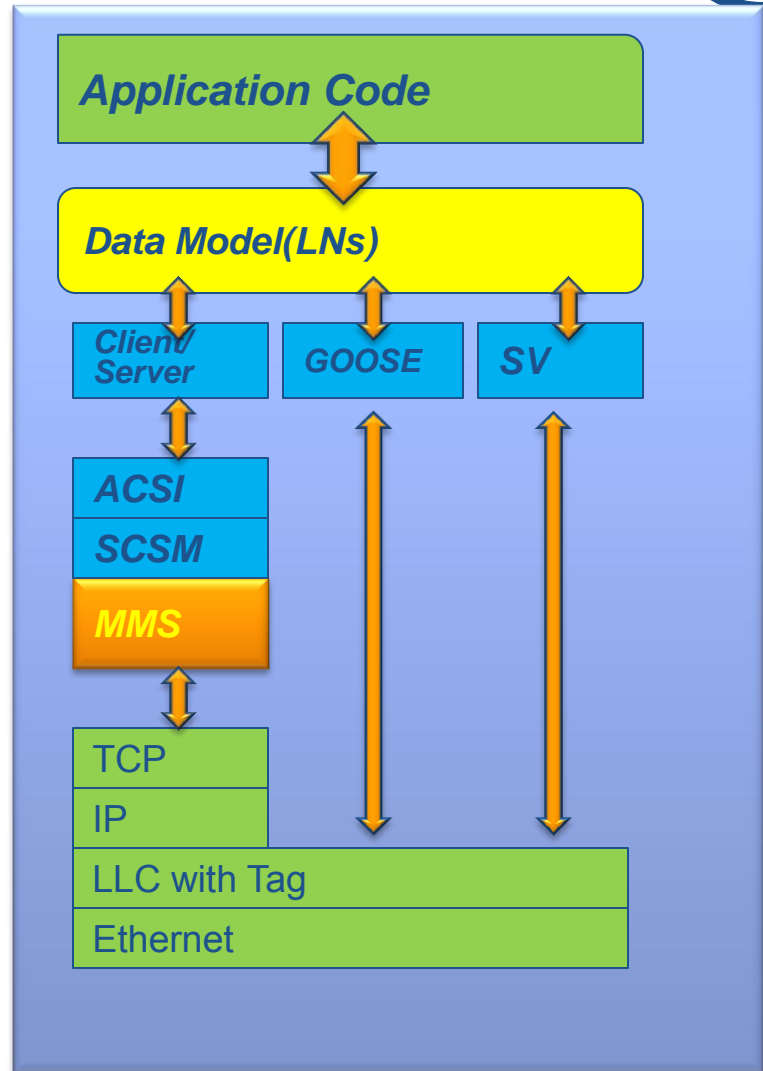 Application Code
Data Model(LNs)
Client/
Server
GOOSE
SV
ACSI
SCSM
MMS
TCP
IP
LLC with Tag
Ethernet